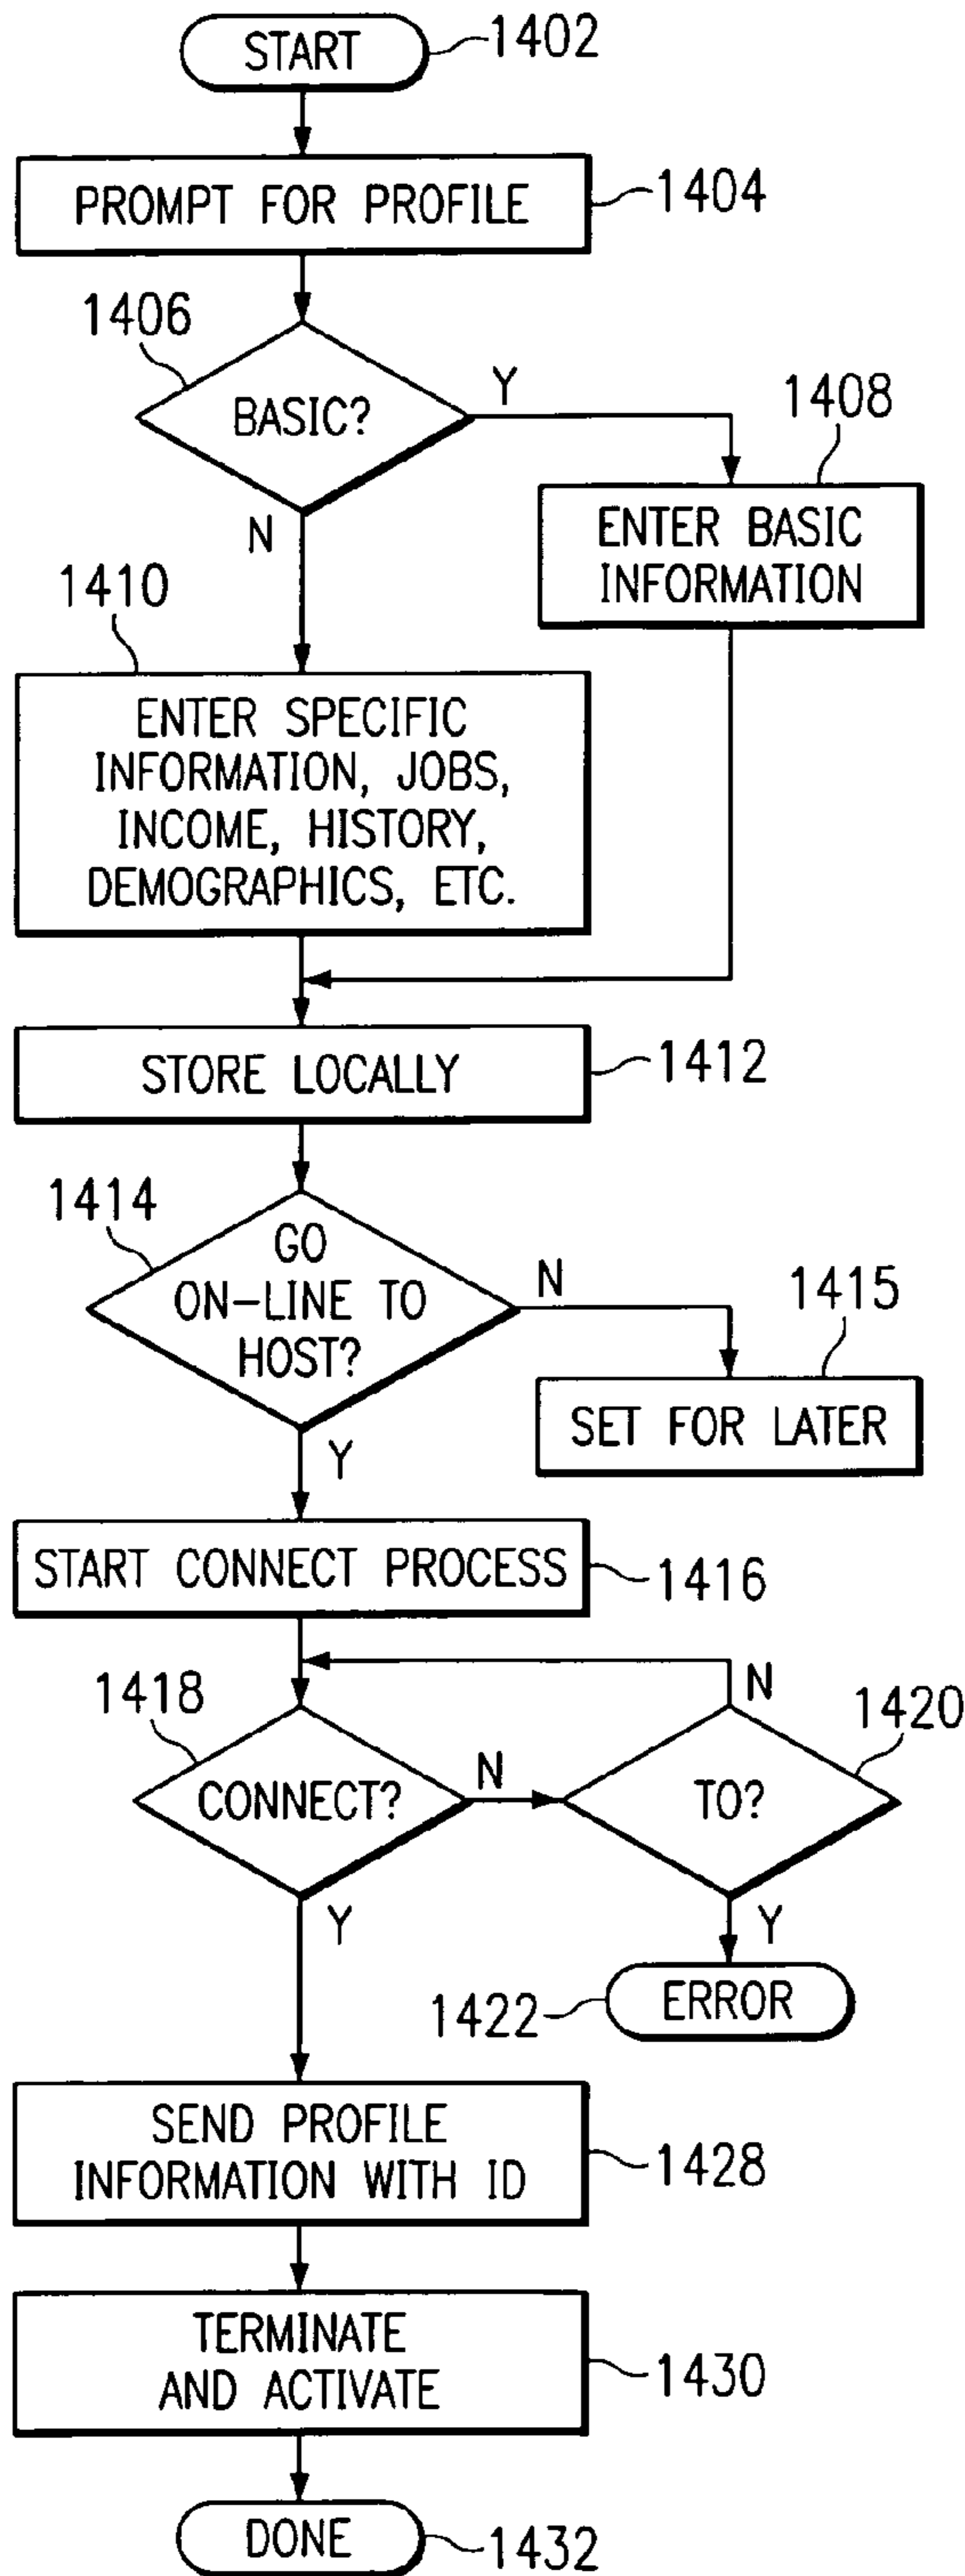 START
1402
PROMPT FOR PROFILE
1404
1406
BASIC?
Y
N
1408
ENTER BASIC
INFORMATION
1410
ENTER SPECIFIC
INFORMATION, JOBS,
INCOME, HISTORY,
DEMOGRAPHICS, ETC.
STORE LOCALLY
1412
1414
GO
ON-LINE TO
HOST?
N
Y
1415
SET FOR LATER
START CONNECT PROCESS
1416
1418
CONNECT?
N
Y
1420
TO?
N
Y
1422
ERROR
SEND PROFILE
INFORMATION WITH ID
1428
TERMINATE
AND ACTIVATE
1430
DONE
1432